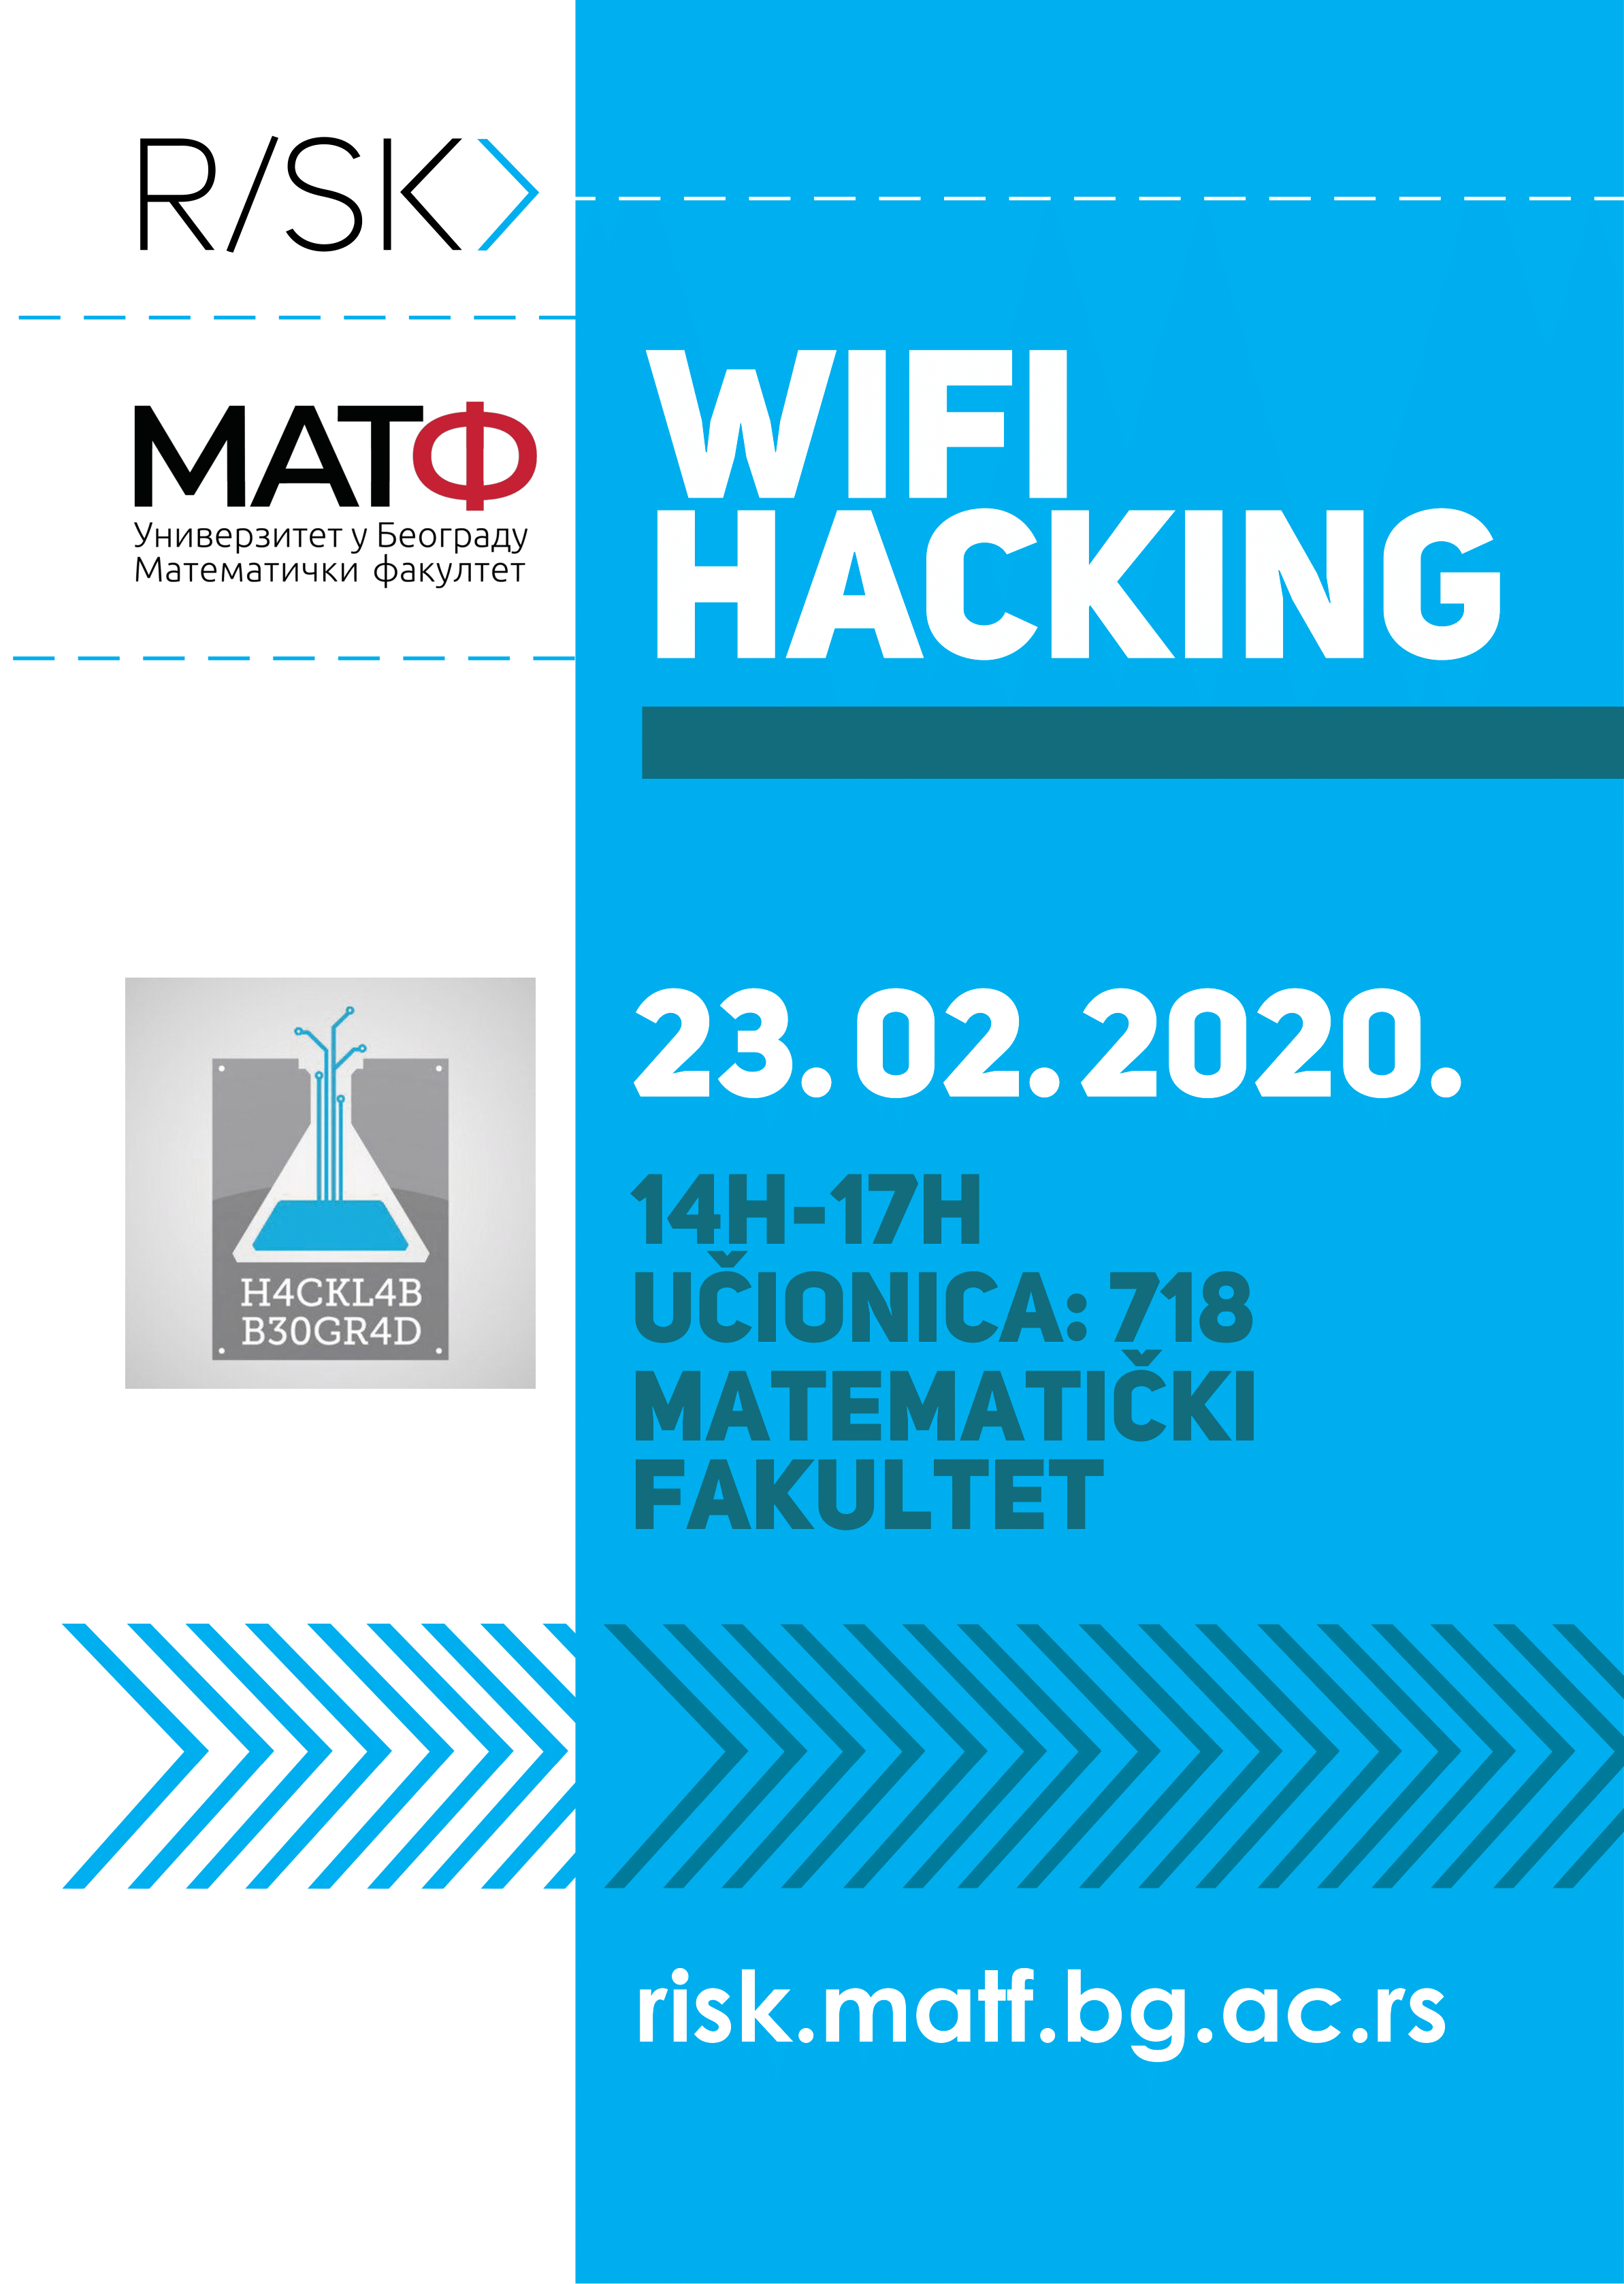 R/SK>
МАТФ
Универзитет у Београду
Математички факултет
H4CKL4B
B30GR4D
WIFI
HACKING
23.02.2020.
14H-17H
UČIONICA: 718
MATEMATIČKI
FAKULTET
risk.matf.bg.ac.rs